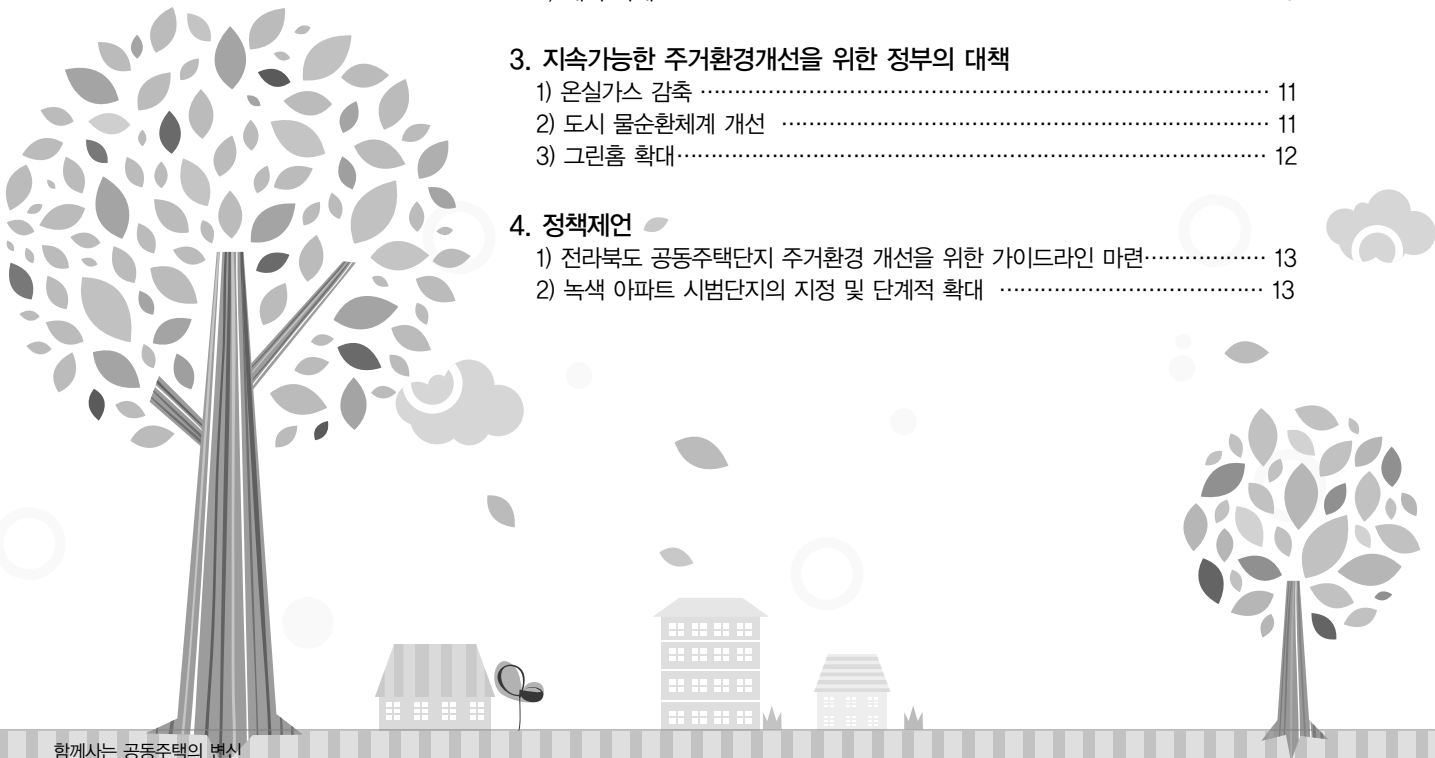 3. 지속가능한 주거환경개선을 위한 정부의 대책
1) 온실가스 감축 ⋯⋯⋯⋯⋯⋯⋯⋯⋯⋯⋯⋯⋯⋯⋯⋯⋯⋯⋯⋯⋯⋯ 11
2) 도시 물순환체계 개선 ⋯⋯⋯⋯⋯⋯⋯⋯⋯⋯⋯⋯⋯⋯⋯⋯⋯⋯ 11
3) 그린홈 확대⋯⋯⋯⋯⋯⋯⋯⋯⋯⋯⋯⋯⋯⋯⋯⋯⋯⋯⋯⋯⋯⋯⋯ 12
4. 정책제언
1) 전라북도 공동주택단지 주거환경 개선을 위한 가이드라인 마련⋯⋯⋯⋯⋯⋯ 13
2) 녹색 아파트 시범단지의 지정 및 단계적 확대 ⋯⋯⋯⋯⋯⋯⋯⋯⋯⋯⋯⋯ 13
함께사는 공동주택의 변신